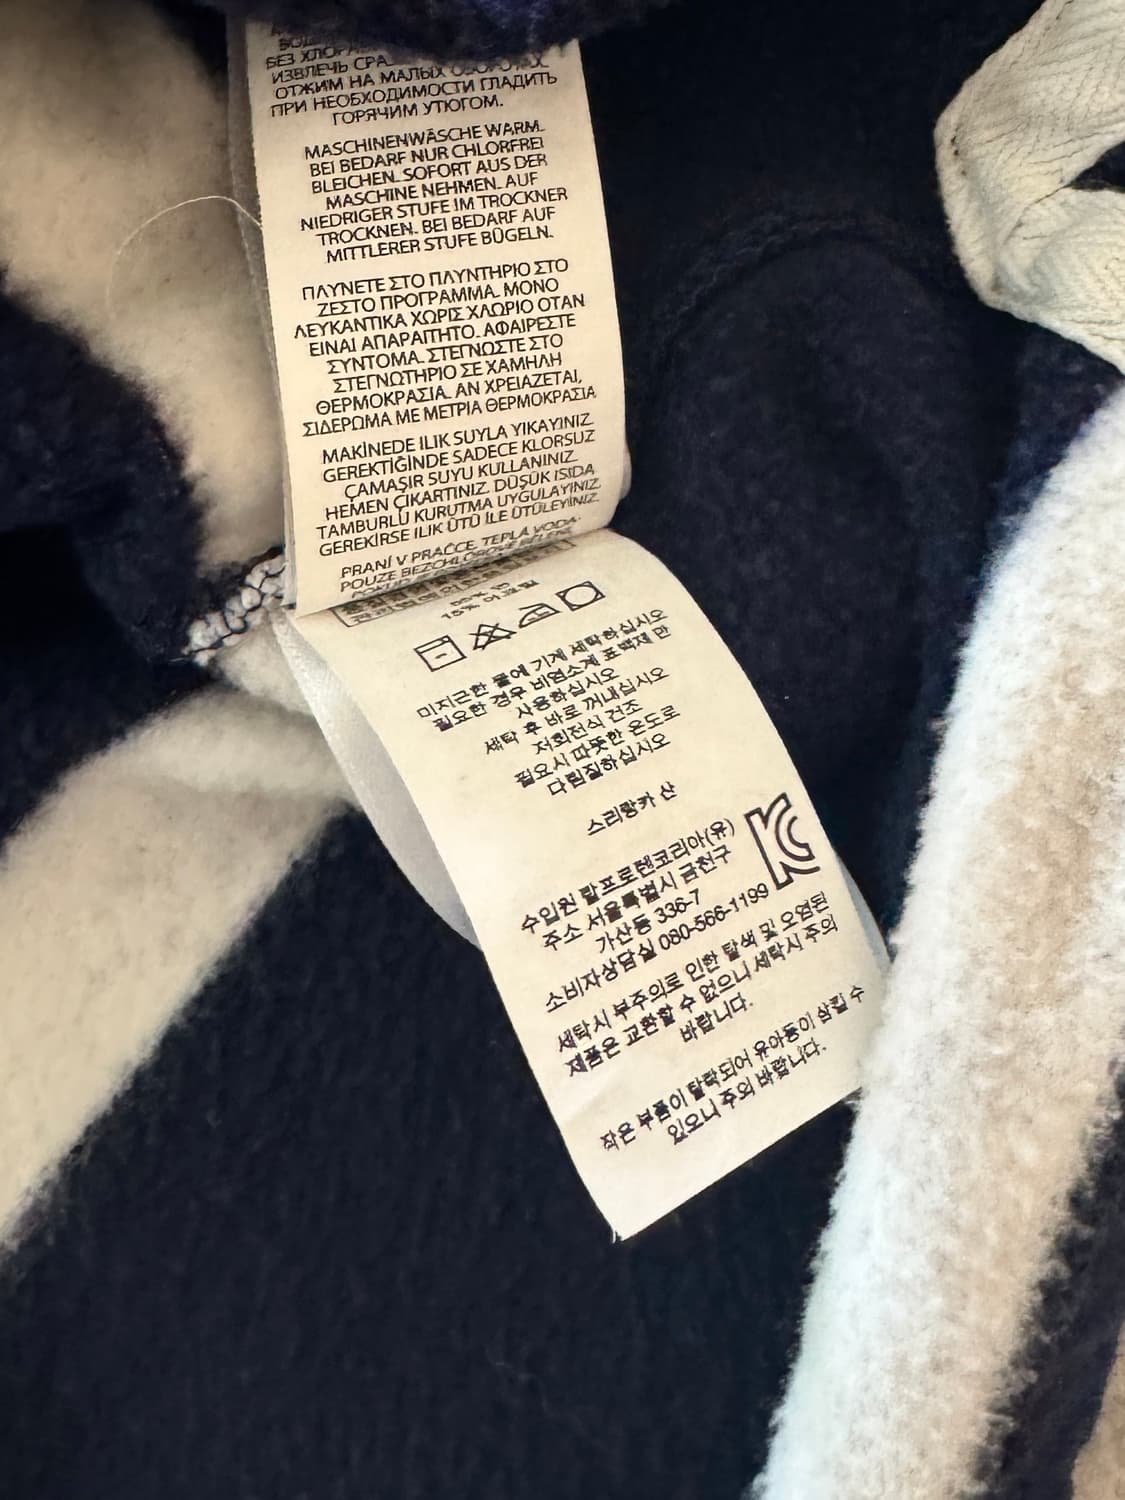 БЕЗ ХЛОРА
ИЗВЛЕЧЬ СРА
ОТЖИМ НА МАЛЫХ ОБОРОТАХ.
ПРИ НЕОБХОДИМОСТИ ГЛАДИТЬ
ГОРЯЧИМ УТЮГОМ.
MASCHINENWÄSCHE WARM.
BEI BEDARF NUR CHLORFREI
BLEICHEN. SOFORT AUS DER
MASCHINE NEHMEN. AUF
NIEDRIGER STUFE IM TROCKNER
TROCKNEN. BEI BEDARF AUF
MITTLERER STUFE BÜGELN.
ΠΛΥΝΕΤΕ ΣΤΟ ΠΛΥΝΤΗΡΙΟ ΣΤΟ
ΖΕΣΤΟ ΠΡΟΓΡΑΜΜΑ. ΜΟΝΟ
ΛΕΥΚΑΝΤΙΚΑ ΧΩΡΙΣ ΧΛΩΡΙΟ ΟΤΑΝ
ΕΙΝΑΙ ΑΠΑΡΑΙΤΗΤΟ. ΑΦΑΙΡΕΣΤΕ
ΣΥΝΤΟΜΑ. ΣΤΕΓΝΩΣΤΕ ΣΤΟ
ΣΤΕΓΝΩΤΗΡΙΟ ΣΕ ΧΑΜΗΛΗ
ΘΕΡΜΟΚΡΑΣΙΑ. ΑΝ ΧΡΕΙΑΖΕΤΑΙ,
ΣΙΔΕΡΩΜΑ ΜΕ ΜΕΤΡΙΑ ΘΕΡΜΟΚΡΑΣΙΑ
MAKİNEDE ILIK SUYLA YIKAYINIZ.
GEREKTİĞİNDE SADECE KLORSUZ
ÇAMAŞIR SUYU KULLANINIZ.
HEMEN ÇIKARTINIZ. DÜŞÜK ISIDA
TAMBURLU KURUTMA UYGULAYINIZ.
GEREKİRSE ILIK ÜTÜ İLE ÜTÜLEYİNİZ.
PRANÍ V PRAČCE. TEPLÁ VODA.
POUZE BEZCHLÓROVÉ BĚLENÍ.
15% 아크릴
미지근한 물에 기계 세탁하십시오
필요한 경우 비염소계 표백제 만
사용하십시오
세탁 후 바로 꺼내십시오
저회전식 건조
필요시 따뜻한 온도로
다림질하십시오
스리랑카 산
수입원 랄프로렌코리아(유)
주소 서울특별시 금천구
가산동 336-7
소비자상담실 080-566-1199
세탁시 부주의로 인한 탈색 및 오염된
제품은 교환할 수 없으니 세탁시 주의
바랍니다.
작은 부품이 탈락되어 유아동이 삼킬 수
있으니 주의 바랍니다.